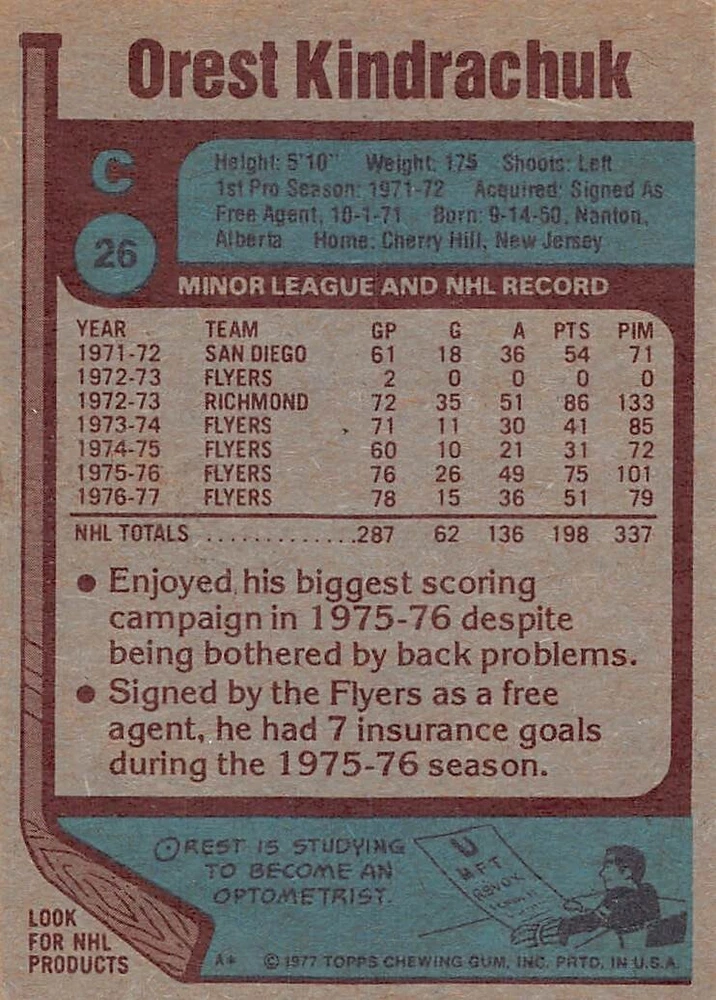 Orest Kindrachuk
C
26
Height: 5'10" Weight: 175 Shoots: Left
1st Pro Season: 1971-72 Acquired: Signed As
Free Agent, 10-1-71 Born: 9-14-50, Nanton,
Alberta Home: Cherry Hill, New Jersey
MINOR LEAGUE AND NHL RECORD
YEAR TEAM GP G A PTS PIM
1971-72 SAN DIEGO 61 18 36 54 71
1972-73 FLYERS 2 0 0 0 0
1972-73 RICHMOND 72 35 51 86 133
1973-74 FLYERS 71 11 30 41 85
1974-75 FLYERS 60 10 21 31 72
1975-76 FLYERS 76 26 49 75 101
1976-77 FLYERS 78 15 36 51 79
NHL TOTALS .............287 62 136 198 337
• Enjoyed his biggest scoring
campaign in 1975-76 despite
being bothered by back problems.
• Signed by the Flyers as a free
agent, he had 7 insurance goals
during the 1975-76 season.
OREST IS STUDYING
TO BECOME AN
OPTOMETRIST.
U
M F T
LOOK
FOR NHL
PRODUCTS
A* © 1977 TOPPS CHEWING GUM, INC. PRTD. IN U.S.A.